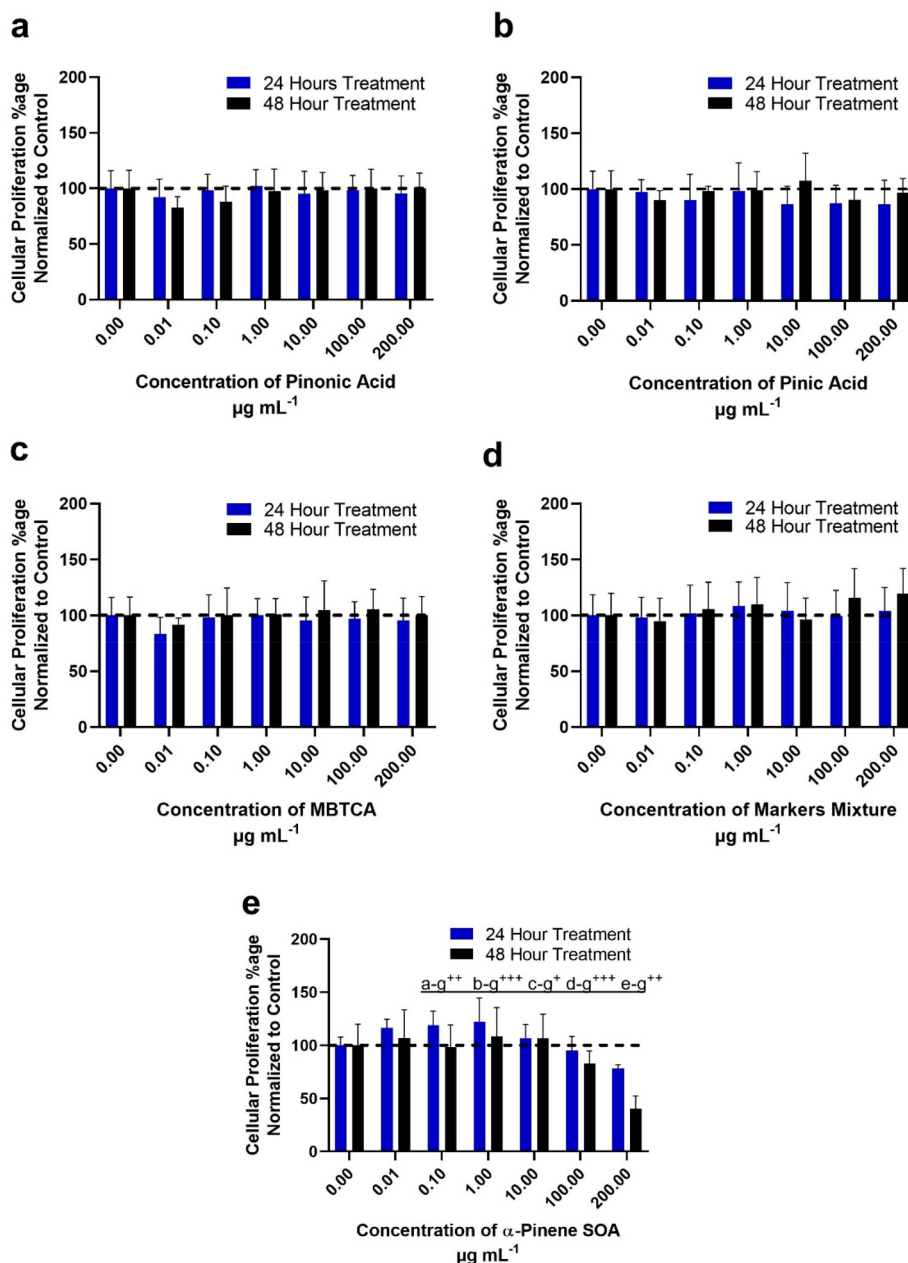 a
200
150
100
50
0
24 Hours Treatment
48 Hour Treatment
Cellular Proliferation %age
Normalized to Control
0.00 0.01 0.10 1.00 10.00 100.00 200.00
Concentration of Pinonic Acid
µg mL⁻¹
b
200
150
100
50
0
24 Hour Treatment
48 Hour Treatment
Cellular Proliferation %age
Normalized to Control
0.00 0.01 0.10 1.00 10.00 100.00 200.00
Concentration of Pinic Acid
µg mL⁻¹
c
200
150
100
50
0
24 Hour Treatment
48 Hour Treatment
Cellular Proliferation %age
Normalized to Control
0.00 0.01 0.10 1.00 10.00 100.00 200.00
Concentration of MBTCA
µg mL⁻¹
d
200
150
100
50
0
24 Hour Treatment
48 Hour Treatment
Cellular Proliferation %age
Normalized to Control
0.00 0.01 0.10 1.00 10.00 100.00 200.00
Concentration of Markers Mixture
µg mL⁻¹
e
200
150
100
50
0
24 Hour Treatment
48 Hour Treatment
a-g⁺⁺ b-g⁺⁺⁺ c-g⁺ d-g⁺⁺⁺ e-g⁺⁺
Cellular Proliferation %age
Normalized to Control
0.00 0.01 0.10 1.00 10.00 100.00 200.00
Concentration of α-Pinene SOA
µg mL⁻¹